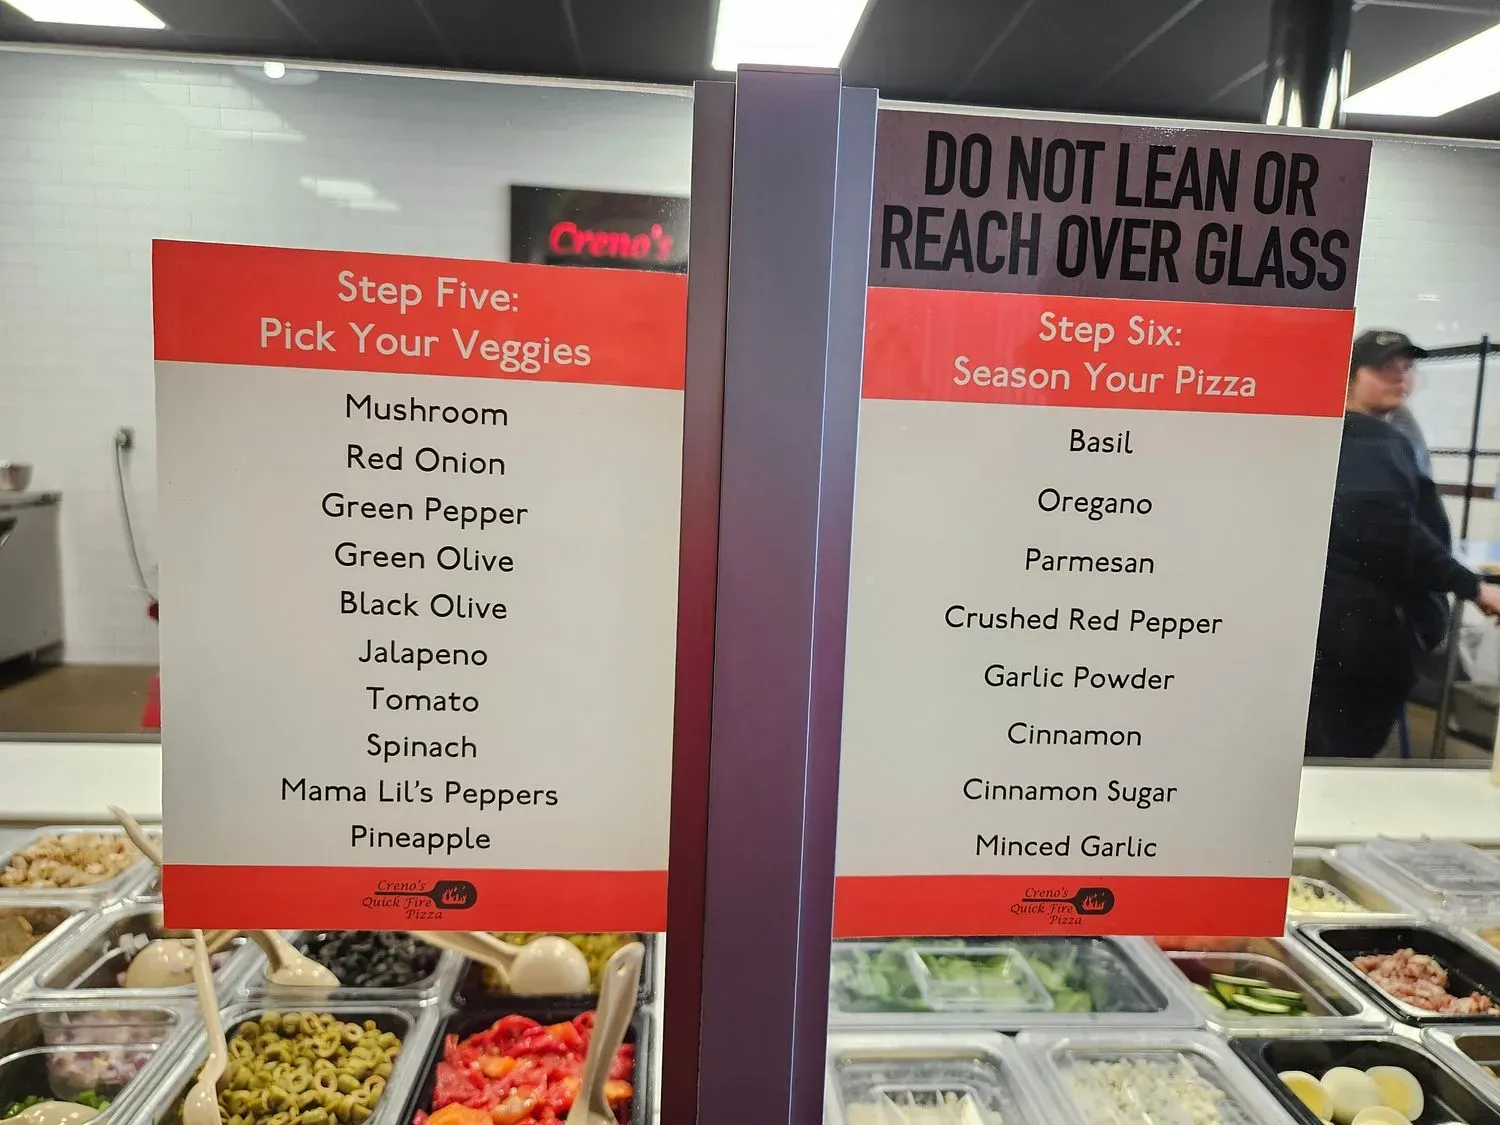 Creno's
Step Five:
Pick Your Veggies
Mushroom
Red Onion
Green Pepper
Green Olive
Black Olive
Jalapeno
Tomato
Spinach
Mama Lil's Peppers
Pineapple
Creno's
Quick Fire
Pizza
DO NOT LEAN OR
REACH OVER GLASS
Step Six:
Season Your Pizza
Basil
Oregano
Parmesan
Crushed Red Pepper
Garlic Powder
Cinnamon
Cinnamon Sugar
Minced Garlic
Creno's
Quick Fire
Pizza